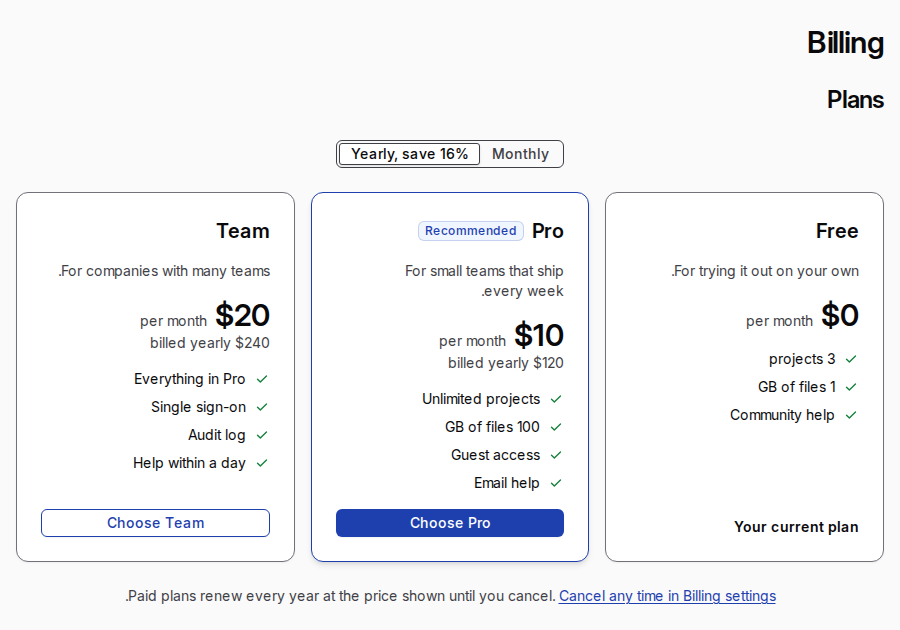 Billing
Plans
Monthly
Yearly, save 16%
Free
.For trying it out on your own
per month $0
projects 3
GB of files 1
Community help
Your current plan
Recommended Pro
For small teams that ship
.every week
per month $10
billed yearly $120
Unlimited projects
GB of files 100
Guest access
Email help
Choose Pro
Team
.For companies with many teams
per month $20
billed yearly $240
Everything in Pro
Single sign-on
Audit log
Help within a day
Choose Team
.Paid plans renew every year at the price shown until you cancel. Cancel any time in Billing settings